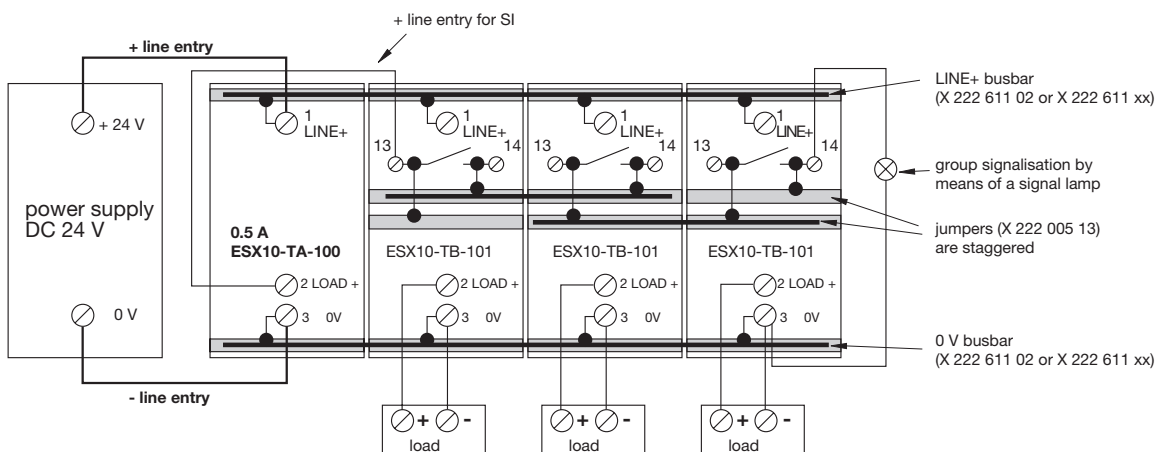 + line entry for SI
+ line entry
LINE+ busbar
(X 222 611 02 or X 222 611 xx)
+ 24 V
1
LINE+
1
LINE+
1
LINE+
1
LINE+
13
14
13
14
13
14
group signalisation by
means of a signal lamp
power supply
DC 24 V
jumpers (X 222 005 13)
are staggered
0.5 A
ESX10-TA-100
ESX10-TB-101
ESX10-TB-101
ESX10-TB-101
2 LOAD +
2 LOAD +
2 LOAD +
2 LOAD +
0 V
3 0V
3 0V
3 0V
3 0V
0 V busbar
(X 222 611 02 or X 222 611 xx)
- line entry
+ -
load
+ -
load
+ -
load